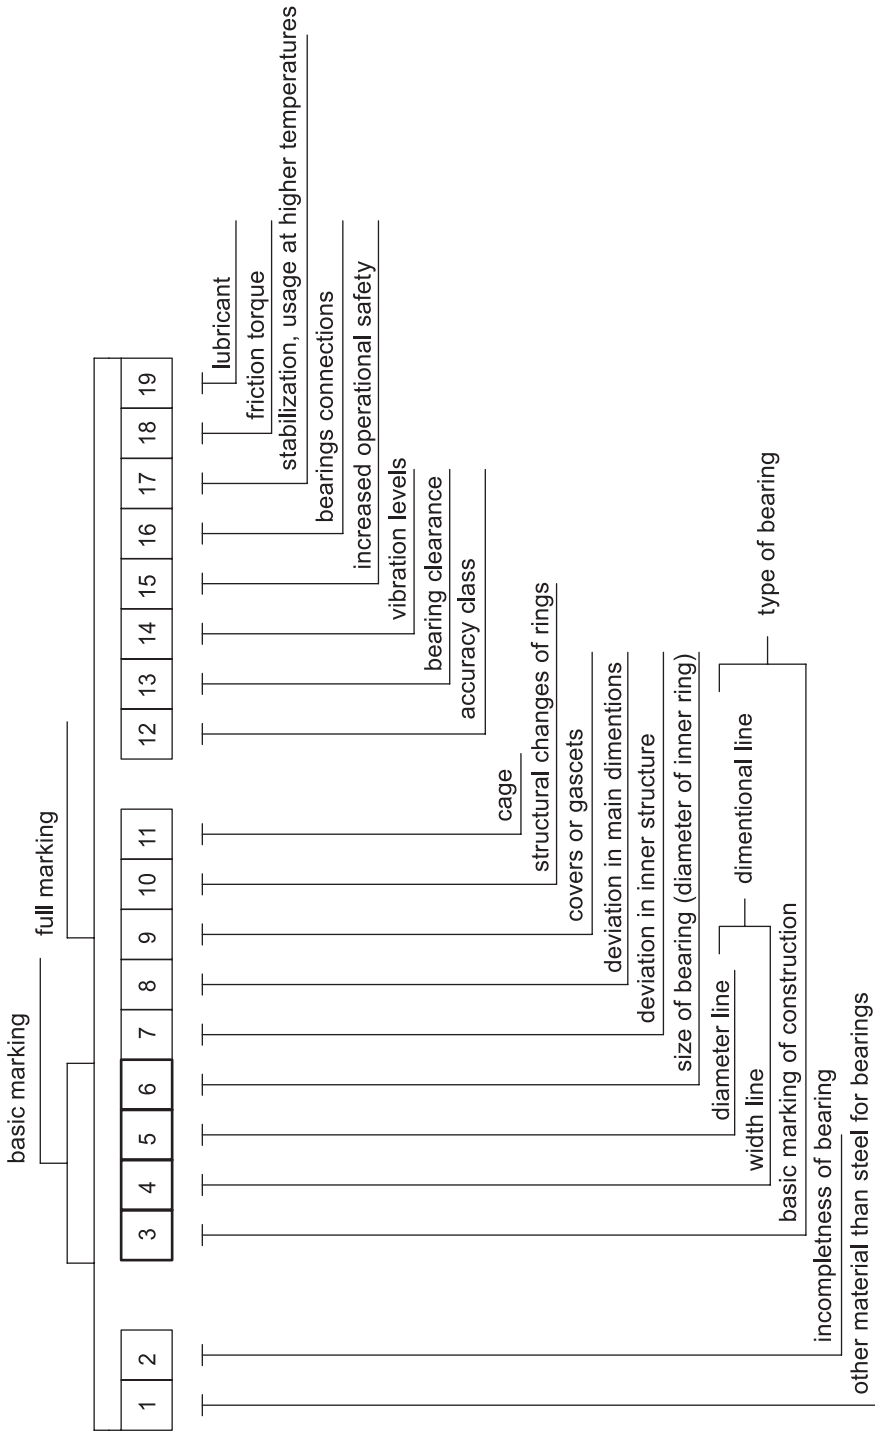 basic marking
full marking
1 2 3 4 5 6 7 8 9 10 11 12 13 14 15 16 17 18 19
lubricant
friction torque
stabilization, usage at higher temperatures
bearings connections
increased operational safety
vibration levels
bearing clearance
accuracy class
cage
structural changes of rings
covers or gascets
deviation in main dimentions
deviation in inner structure
size of bearing (diameter of inner ring)
diameter line
width line
dimentional line
basic marking of construction
type of bearing
incompletness of bearing
other material than steel for bearings